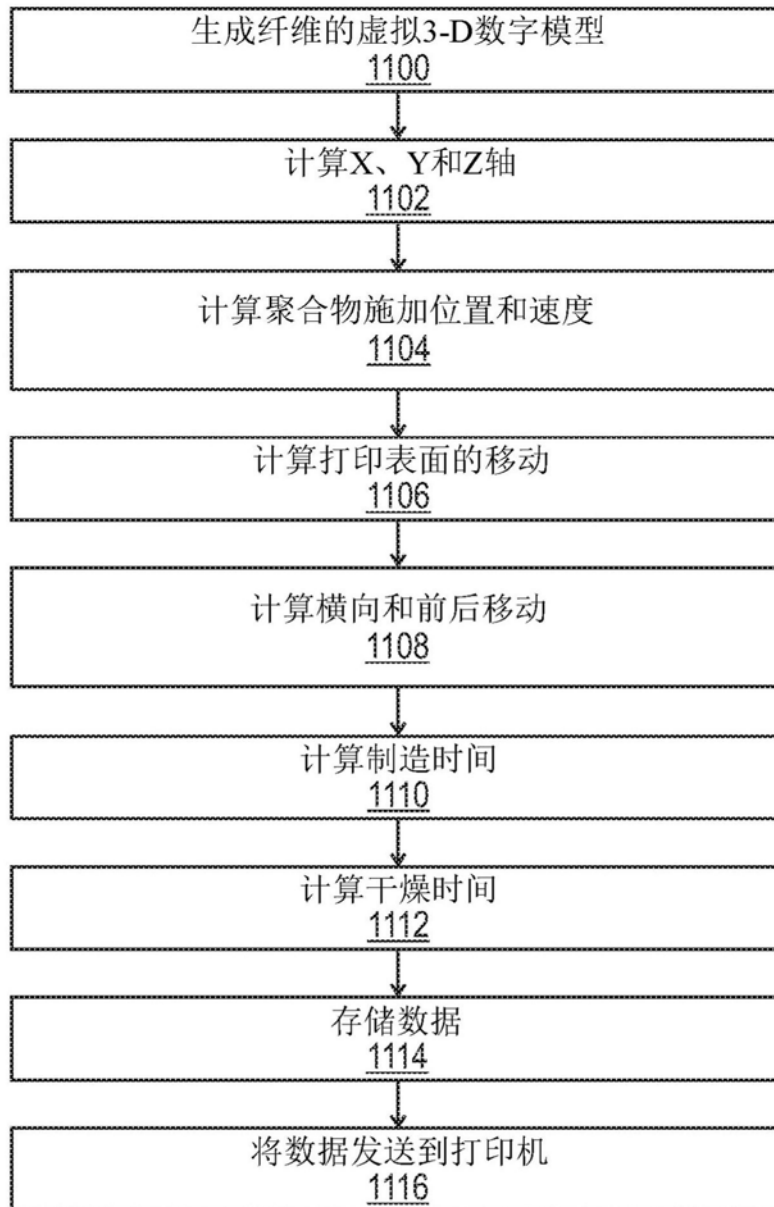 生成纤维的虚拟3-D数字模型
1100
计算X、Y和Z轴
1102
计算聚合物施加位置和速度
1104
计算打印表面的移动
1106
计算横向和前后移动
1108
计算制造时间
1110
计算干燥时间
1112
存储数据
1114
将数据发送到打印机
1116